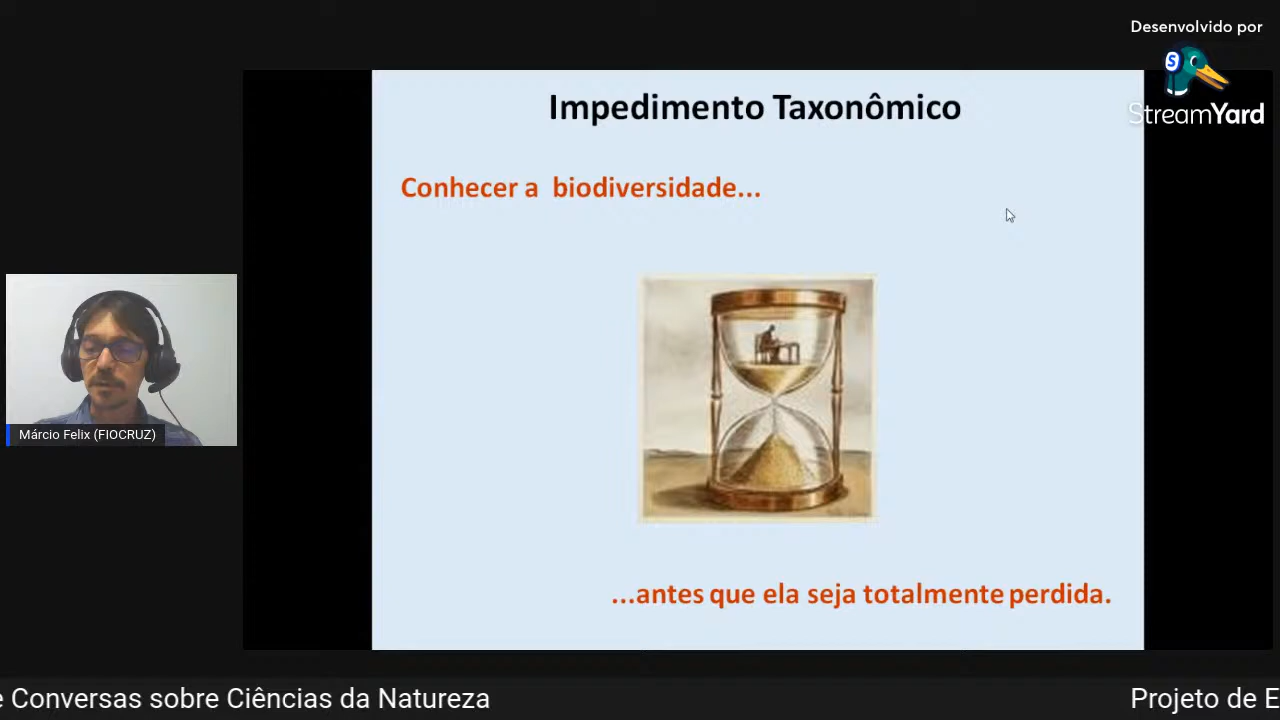 Desenvolvido por
StreamYard
Impedimento Taxonômico
Conhecer a biodiversidade...
Márcio Felix (FIOCRUZ)
...antes que ela seja totalmente perdida.
e Conversas sobre Ciências da Natureza
Projeto de E